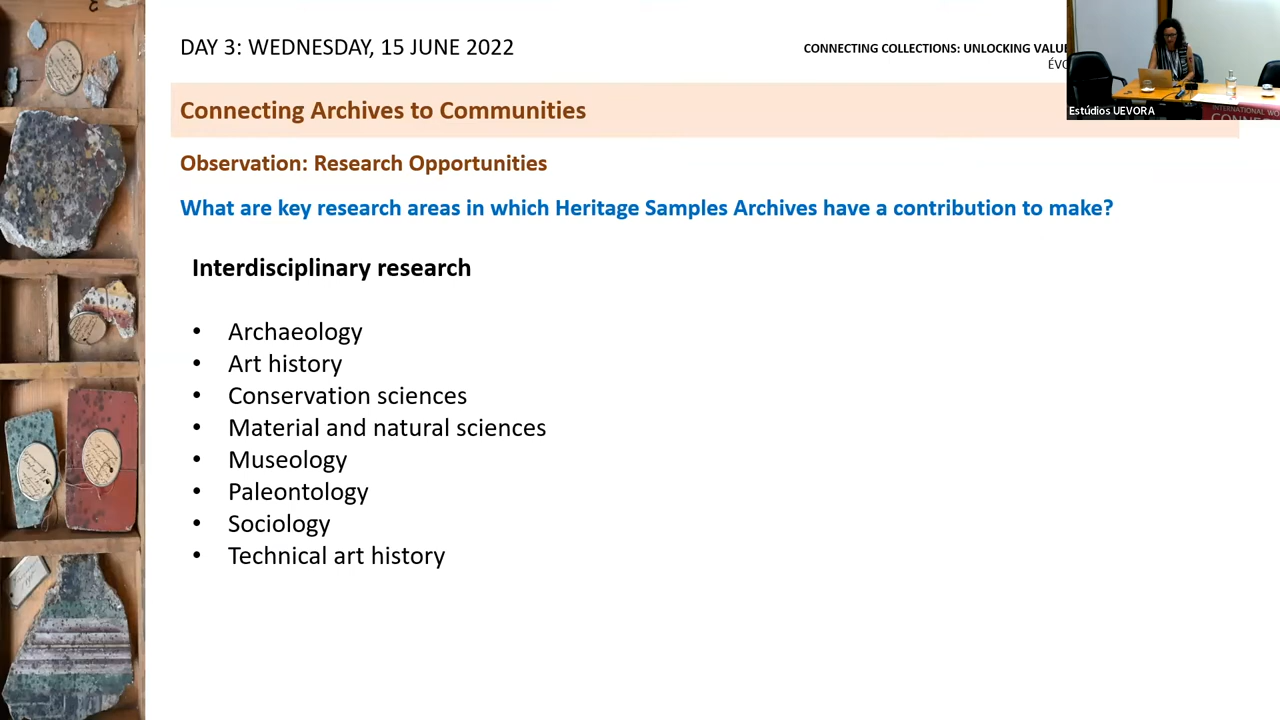 DAY 3: WEDNESDAY, 15 JUNE 2022
CONNECTING COLLECTIONS: UNLOCKING
Estúdios UEVORA
Connecting Archives to Communities
Observation: Research Opportunities
What are key research areas in which Heritage Samples Archives have a contribution to make?
Interdisciplinary research
• Archaeology
• Art history
• Conservation sciences
• Material and natural sciences
• Museology
• Paleontology
• Sociology
• Technical art history